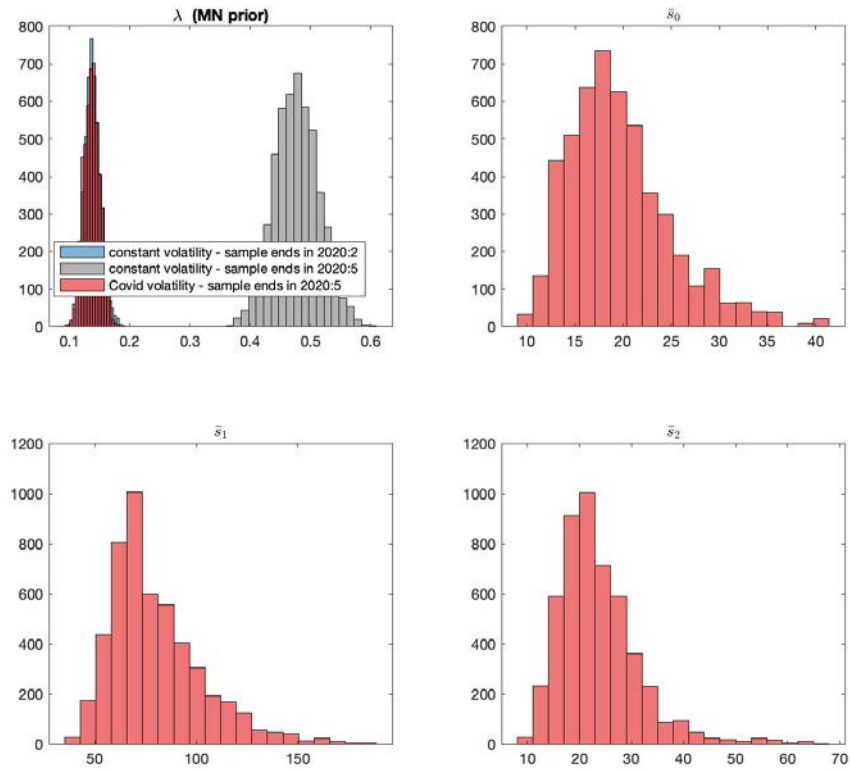 λ (MN prior)
800
700
600
500
400
300
200
100
0
0.1 0.2 0.3 0.4 0.5 0.6
constant volatility - sample ends in 2020:2
constant volatility - sample ends in 2020:5
Covid volatility - sample ends in 2020:5
s̄₀
800
700
600
500
400
300
200
100
0
10 15 20 25 30 35 40
s̄₁
1200
1000
800
600
400
200
0
50 100 150
s̄₂
1200
1000
800
600
400
200
0
10 20 30 40 50 60 70